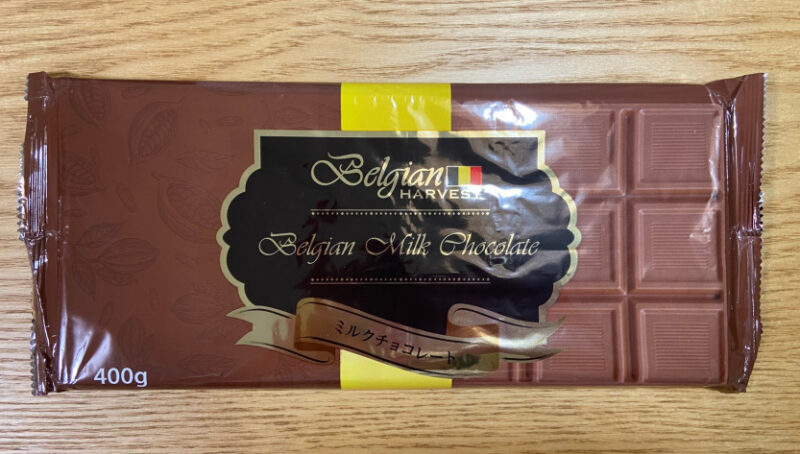 Belgian
HARVEST
Belgian Milk Chocolate
ミルクチョコレート
400g